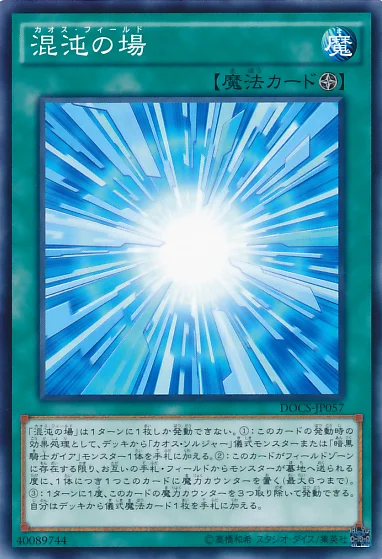 カオス・フィールド
混沌の場
魔
【魔法カード】
DOCS-JP057
「混沌の場」は1ターンに1枚しか発動できない。①：このカードの発動時の
効果処理として、デッキから「カオス・ソルジャー」儀式モンスターまたは「暗黒
騎士ガイア」モンスター1体を手札に加える。②：このカードがフィールドゾーン
に存在する限り、お互いの手札・フィールドからモンスターが墓地へ送られる
度に、1体につき1つこのカードに魔力カウンターを置く(最大6つまで)。
③：1ターンに1度、このカードの魔力カウンターを3つ取り除いて発動できる。
自分はデッキから儀式魔法カード1枚を手札に加える。
40089744
©高橋和希 スタジオ・ダイス/集英社